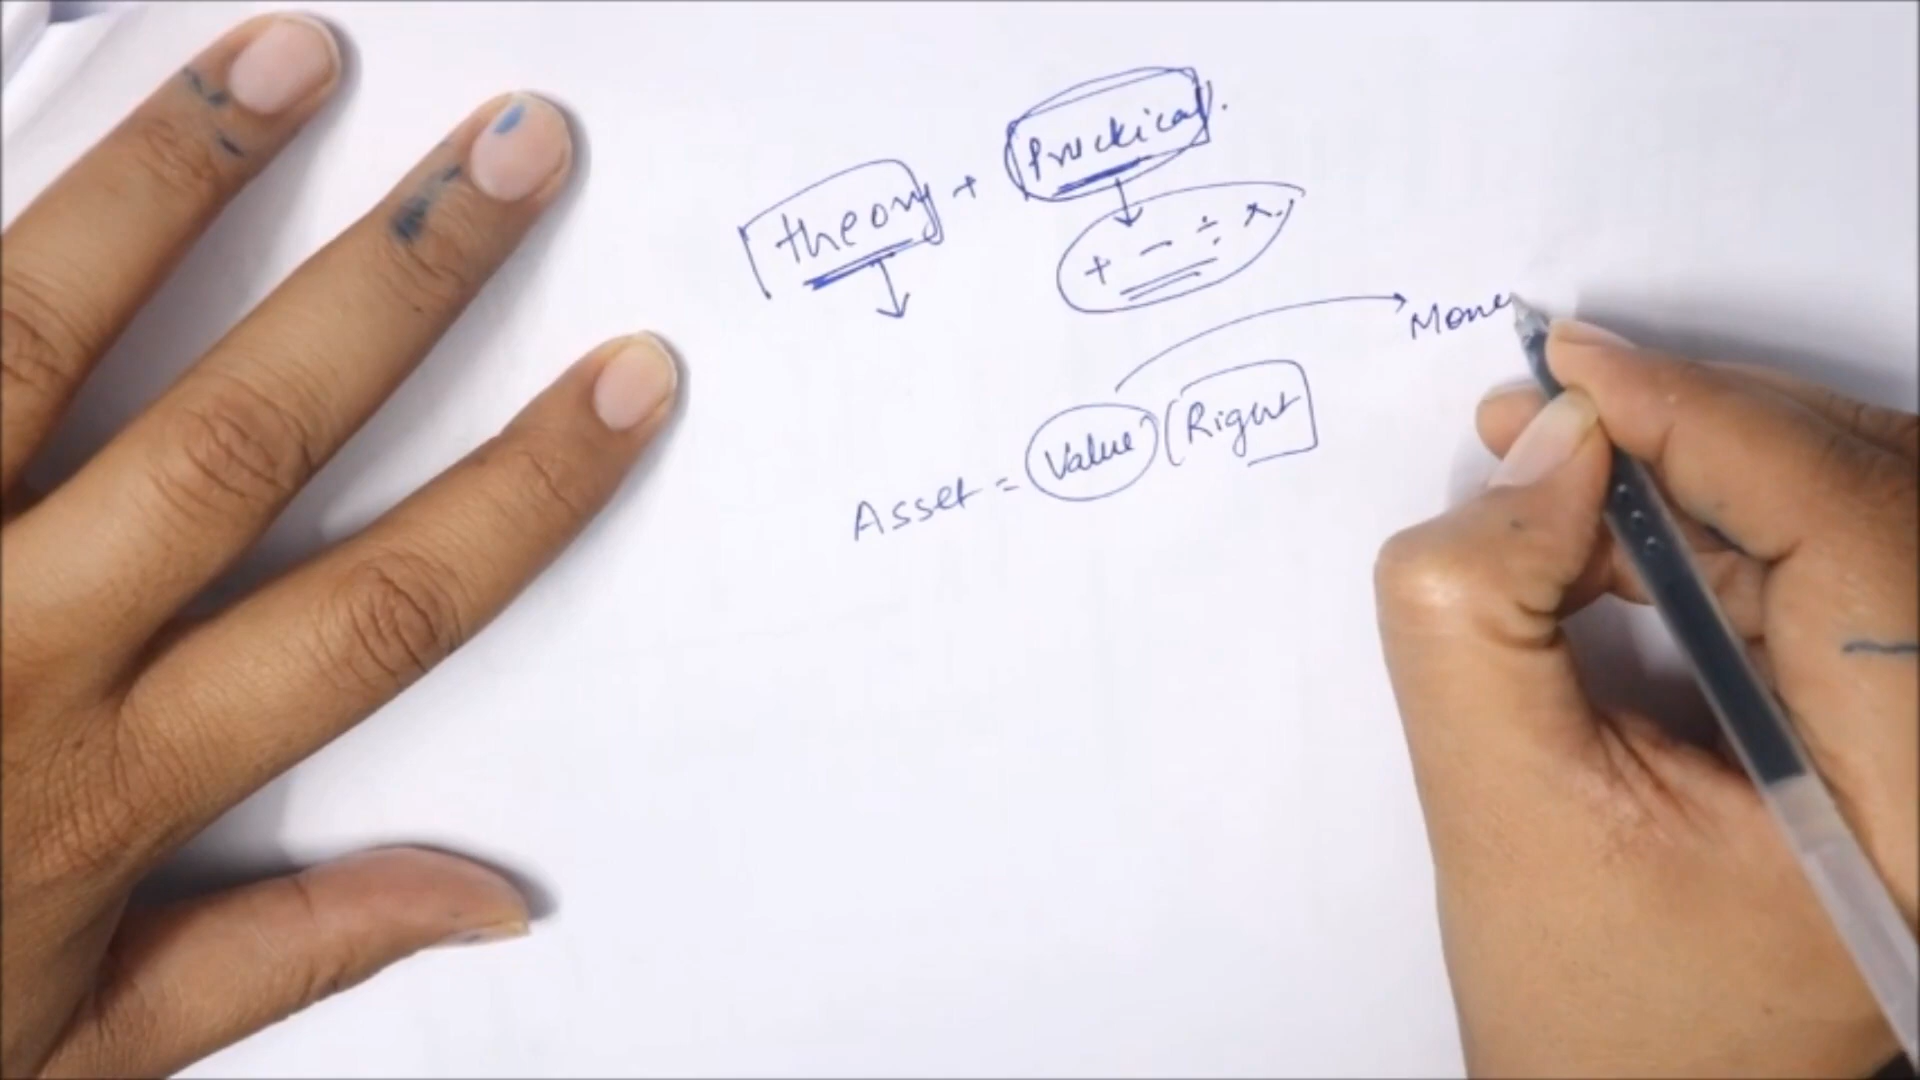 theory + Practical.
+ - ÷ ×.
Mone
Asset = Value Right